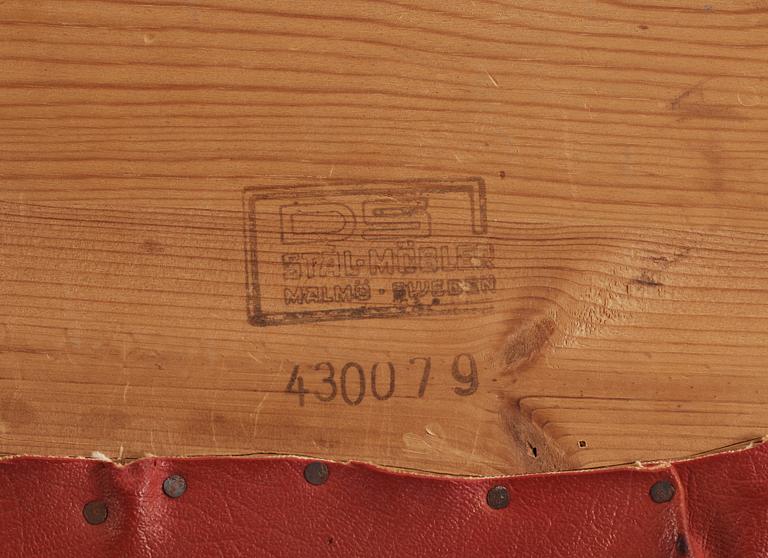 DS
STÅL-MÖBLER
MALMÖ · SWEDEN
430079